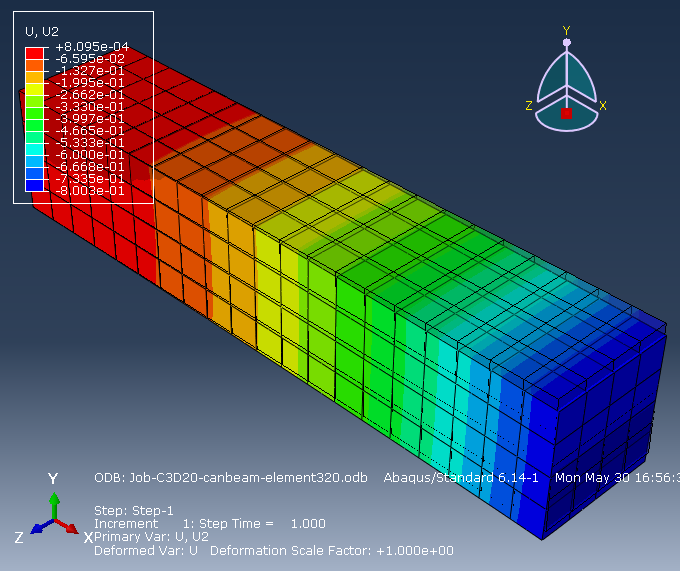 U, U2
+8.095e-04
-6.595e-02
-1.327e-01
-1.995e-01
-2.662e-01
-3.330e-01
-3.997e-01
-4.665e-01
-5.333e-01
-6.000e-01
-6.668e-01
-7.335e-01
-8.003e-01
Y
Z
X
ODB: Job-C3D20-canbeam-element320.odb Abaqus/Standard 6.14-1 Mon May 30 16:56:3
Y
Step: Step-1
Increment 1: Step Time = 1.000
Z
X
Primary Var: U, U2
Deformed Var: U Deformation Scale Factor: +1.000e+00